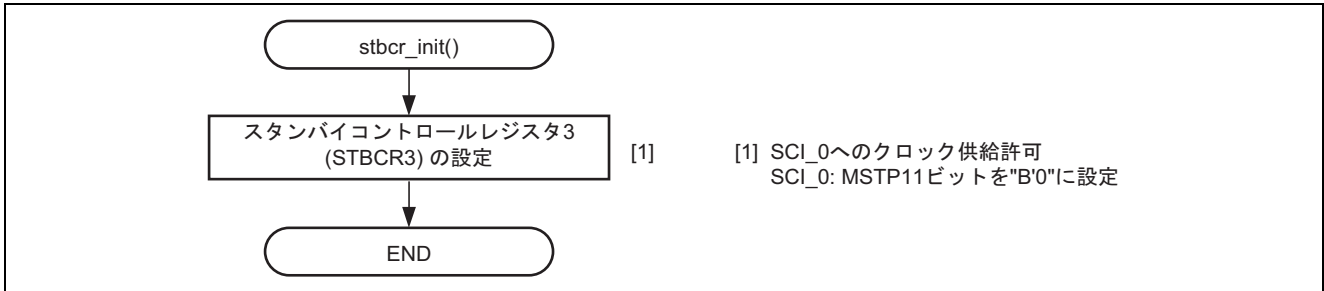 stbcr_init()
スタンバイコントロールレジスタ3
(STBCR3) の設定
[1]
[1] SCI_0へのクロック供給許可
SCI_0: MSTP11ビットを"B'0"に設定
END